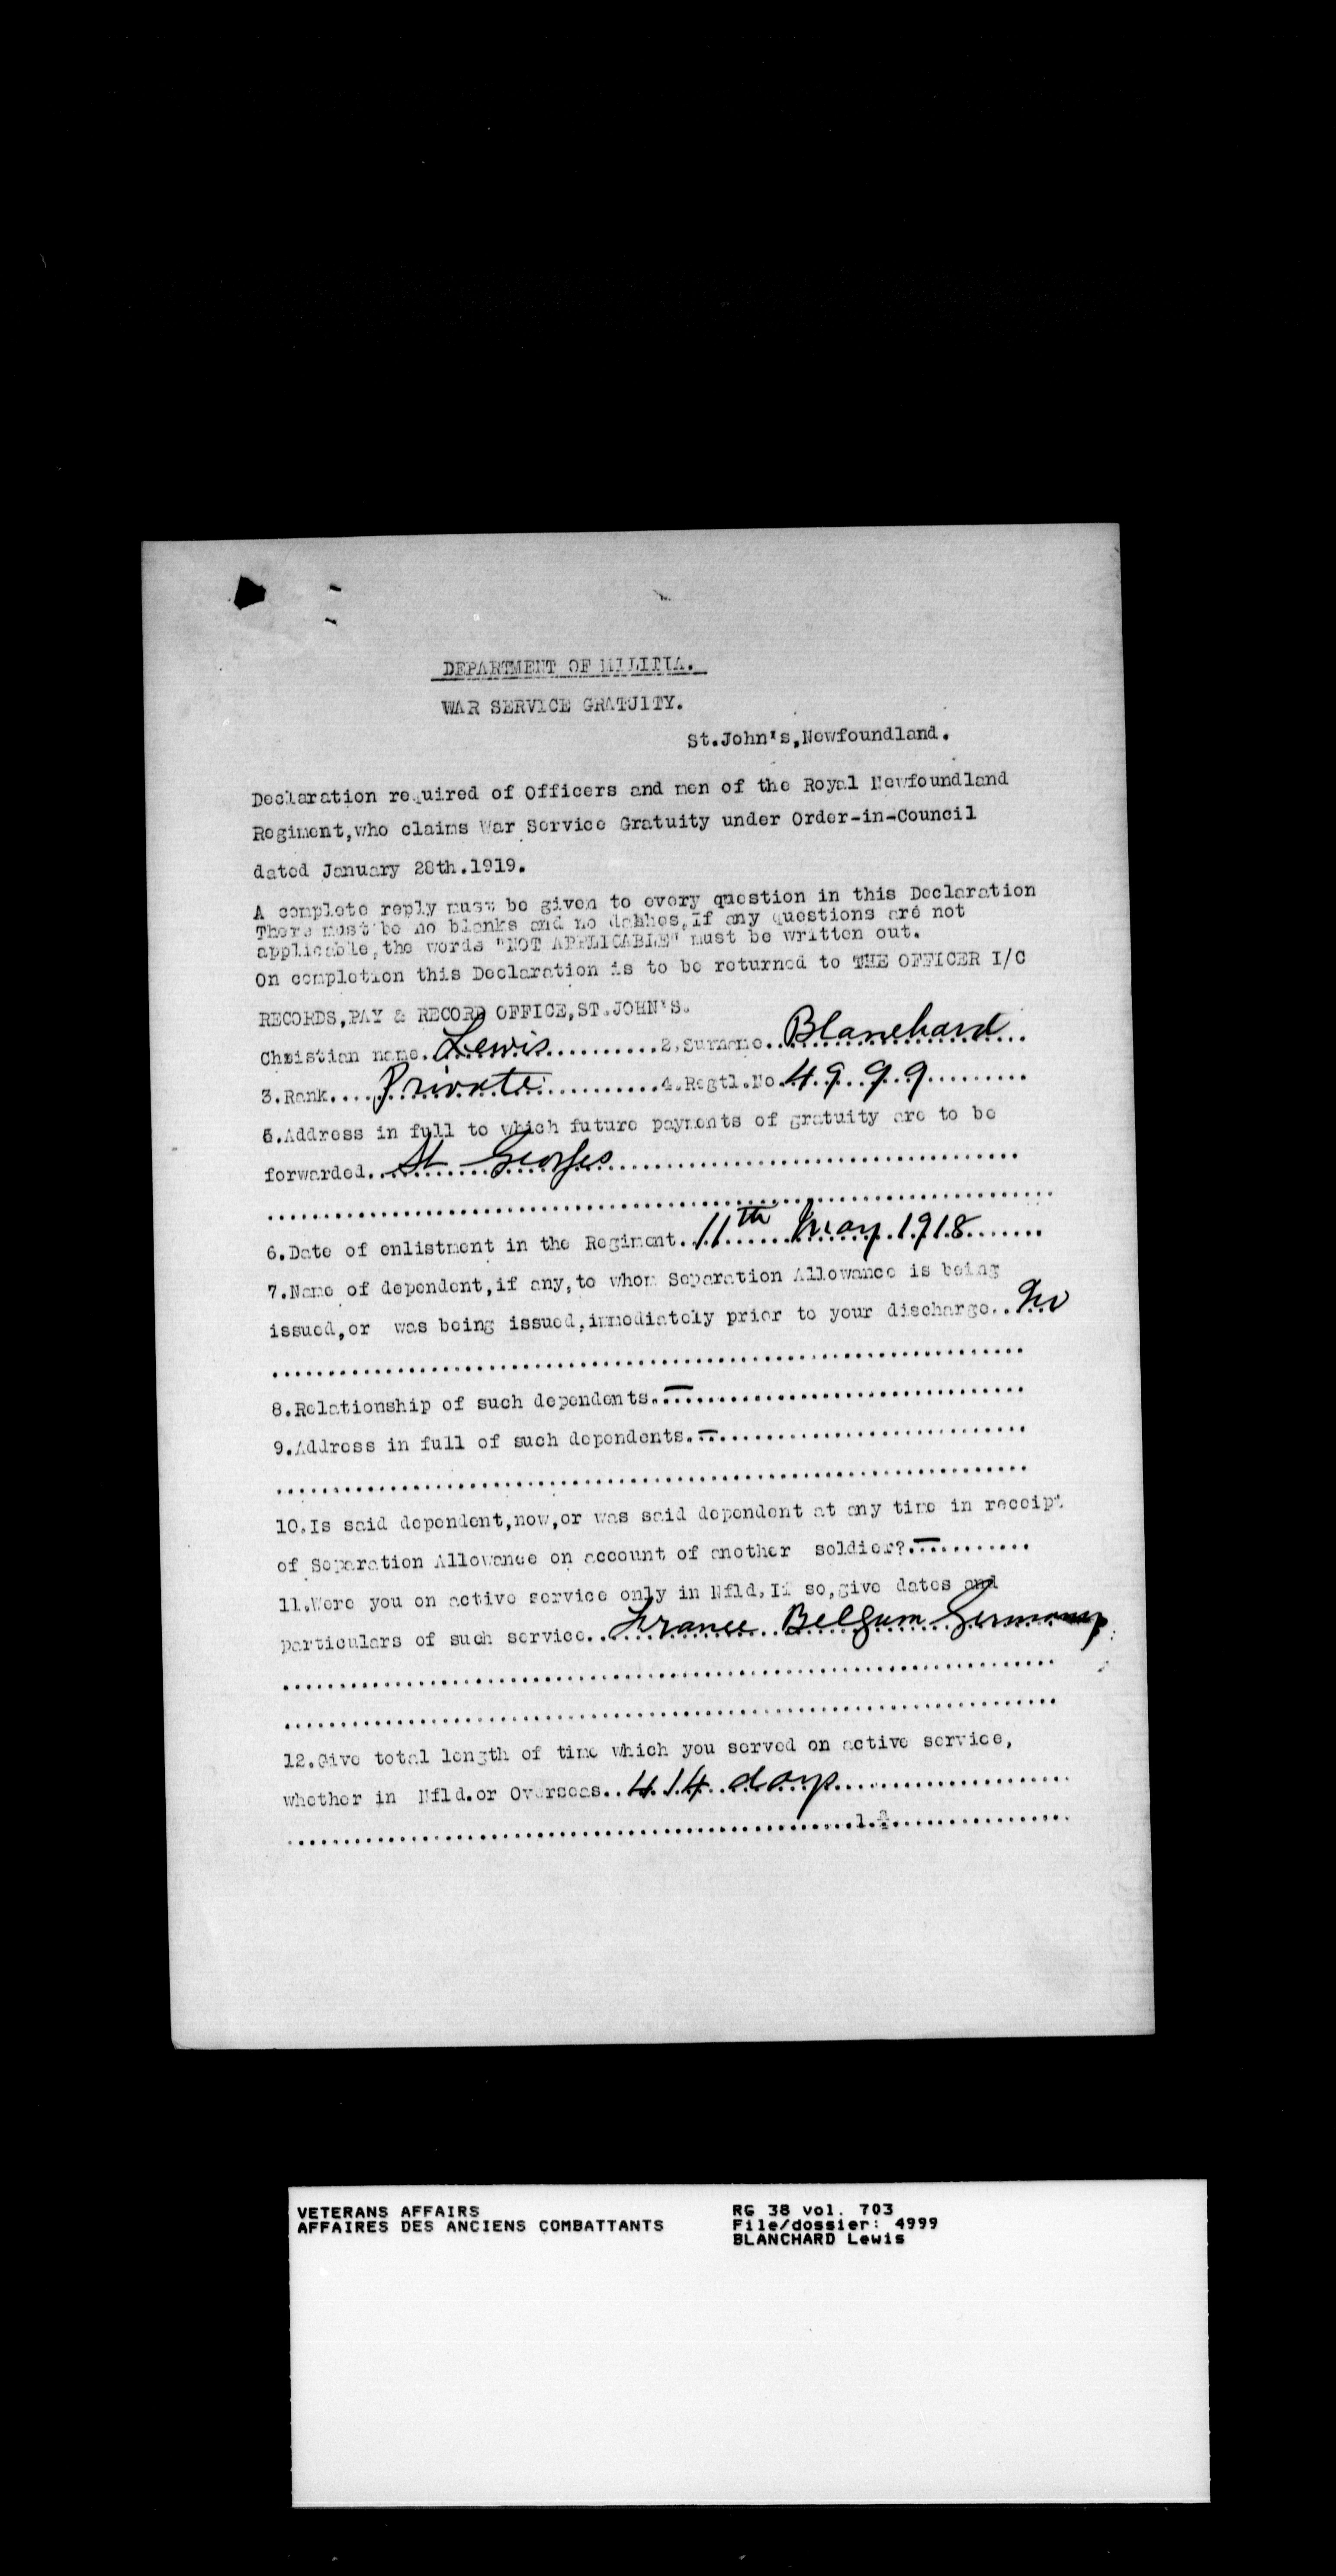 DEPARTMENT OF MILITIA.
WAR SERVICE GRATUITY.
St.John's,Newfoundland.
Declaration required of Officers and men of the Royal Newfoundland
Regiment,who claims War Service Gratuity under Order-in-Council
dated January 28th.1919.
A complete reply must be given to every question in this Declaration
There must be no blanks and no dahhes,If any questions are not
applicable,the words "NOT APPLICABLE" must be written out.
On completion this Declaration is to be returned to THE OFFICER I/C
RECORDS,PAY & RECORD OFFICE,ST.JOHN'S.
Christian name. Lewis 2.Surname. Blanchard
3.Rank.... Private 4.Regtl.No. 4999
5.Address in full to which future payments of gratuity are to be
forwarded. St Georges
6.Date of enlistment in the Regiment. 11th May 1918
7.Name of dependent,if any,to whom Separation Allowance is being
issued,or was being issued,immediately prior to your discharge. No
8.Relationship of such dependents. —
9.Address in full of such dependents. —
10.Is said dependent,now,or was said dependent at any time in receipt
of Separation Allowance on account of another soldier? —
11.Were you on active service only in Nfld,If so,give dates and
particulars of such service. France Belgum Germany
12.Give total length of time which you served on active service,
whether in Nfld.or Overseas. 414 days
VETERANS AFFAIRS
AFFAIRES DES ANCIENS COMBATTANTS
RG 38 vol. 703
File/dossier: 4999
BLANCHARD Lewis